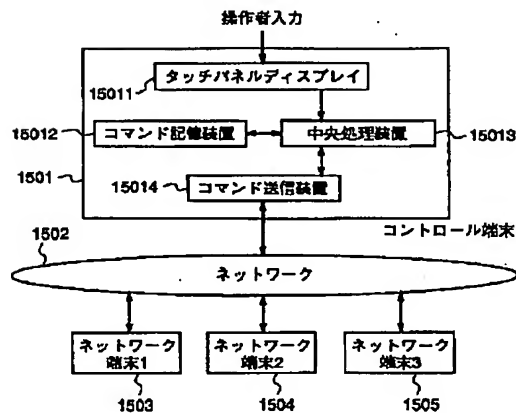 操作者入力
タッチパネルディスプレイ
15011
15012
コマンド記憶装置
中央処理装置
15013
1501
15014
コマンド送信装置
コントロール端末
1502
ネットワーク
ネットワーク
端末1
ネットワーク
端末2
ネットワーク
端末3
1503
1504
1505